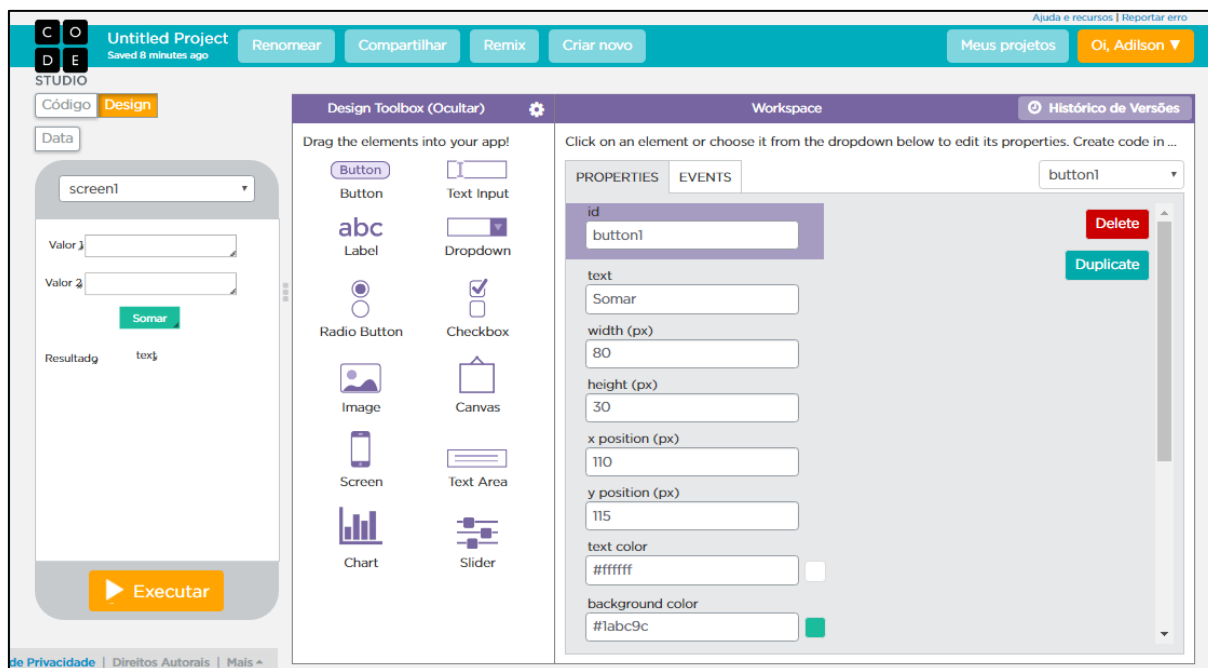 Ajuda e recursos | Reportar erro
C O
D E
STUDIO
Untitled Project
Saved 8 minutes ago
Renomear
Compartilhar
Remix
Criar novo
Meus projetos
Oi, Adilson ▼
Código
Design
Data
screen1
Valor 1
Valor 2
Somar
Resultado
text
Executar
de Privacidade | Direitos Autorais | Mais
Design Toolbox (Ocultar)
Drag the elements into your app!
Button
Button
Text Input
abc
Label
Dropdown
Radio Button
Checkbox
Image
Canvas
Screen
Text Area
Chart
Slider
Workspace
Histórico de Versões
Click on an element or choose it from the dropdown below to edit its properties. Create code in ...
PROPERTIES
EVENTS
button1
id
button1
Delete
Duplicate
text
Somar
width (px)
80
height (px)
30
x position (px)
110
y position (px)
115
text color
#ffffff
background color
#1abc9c